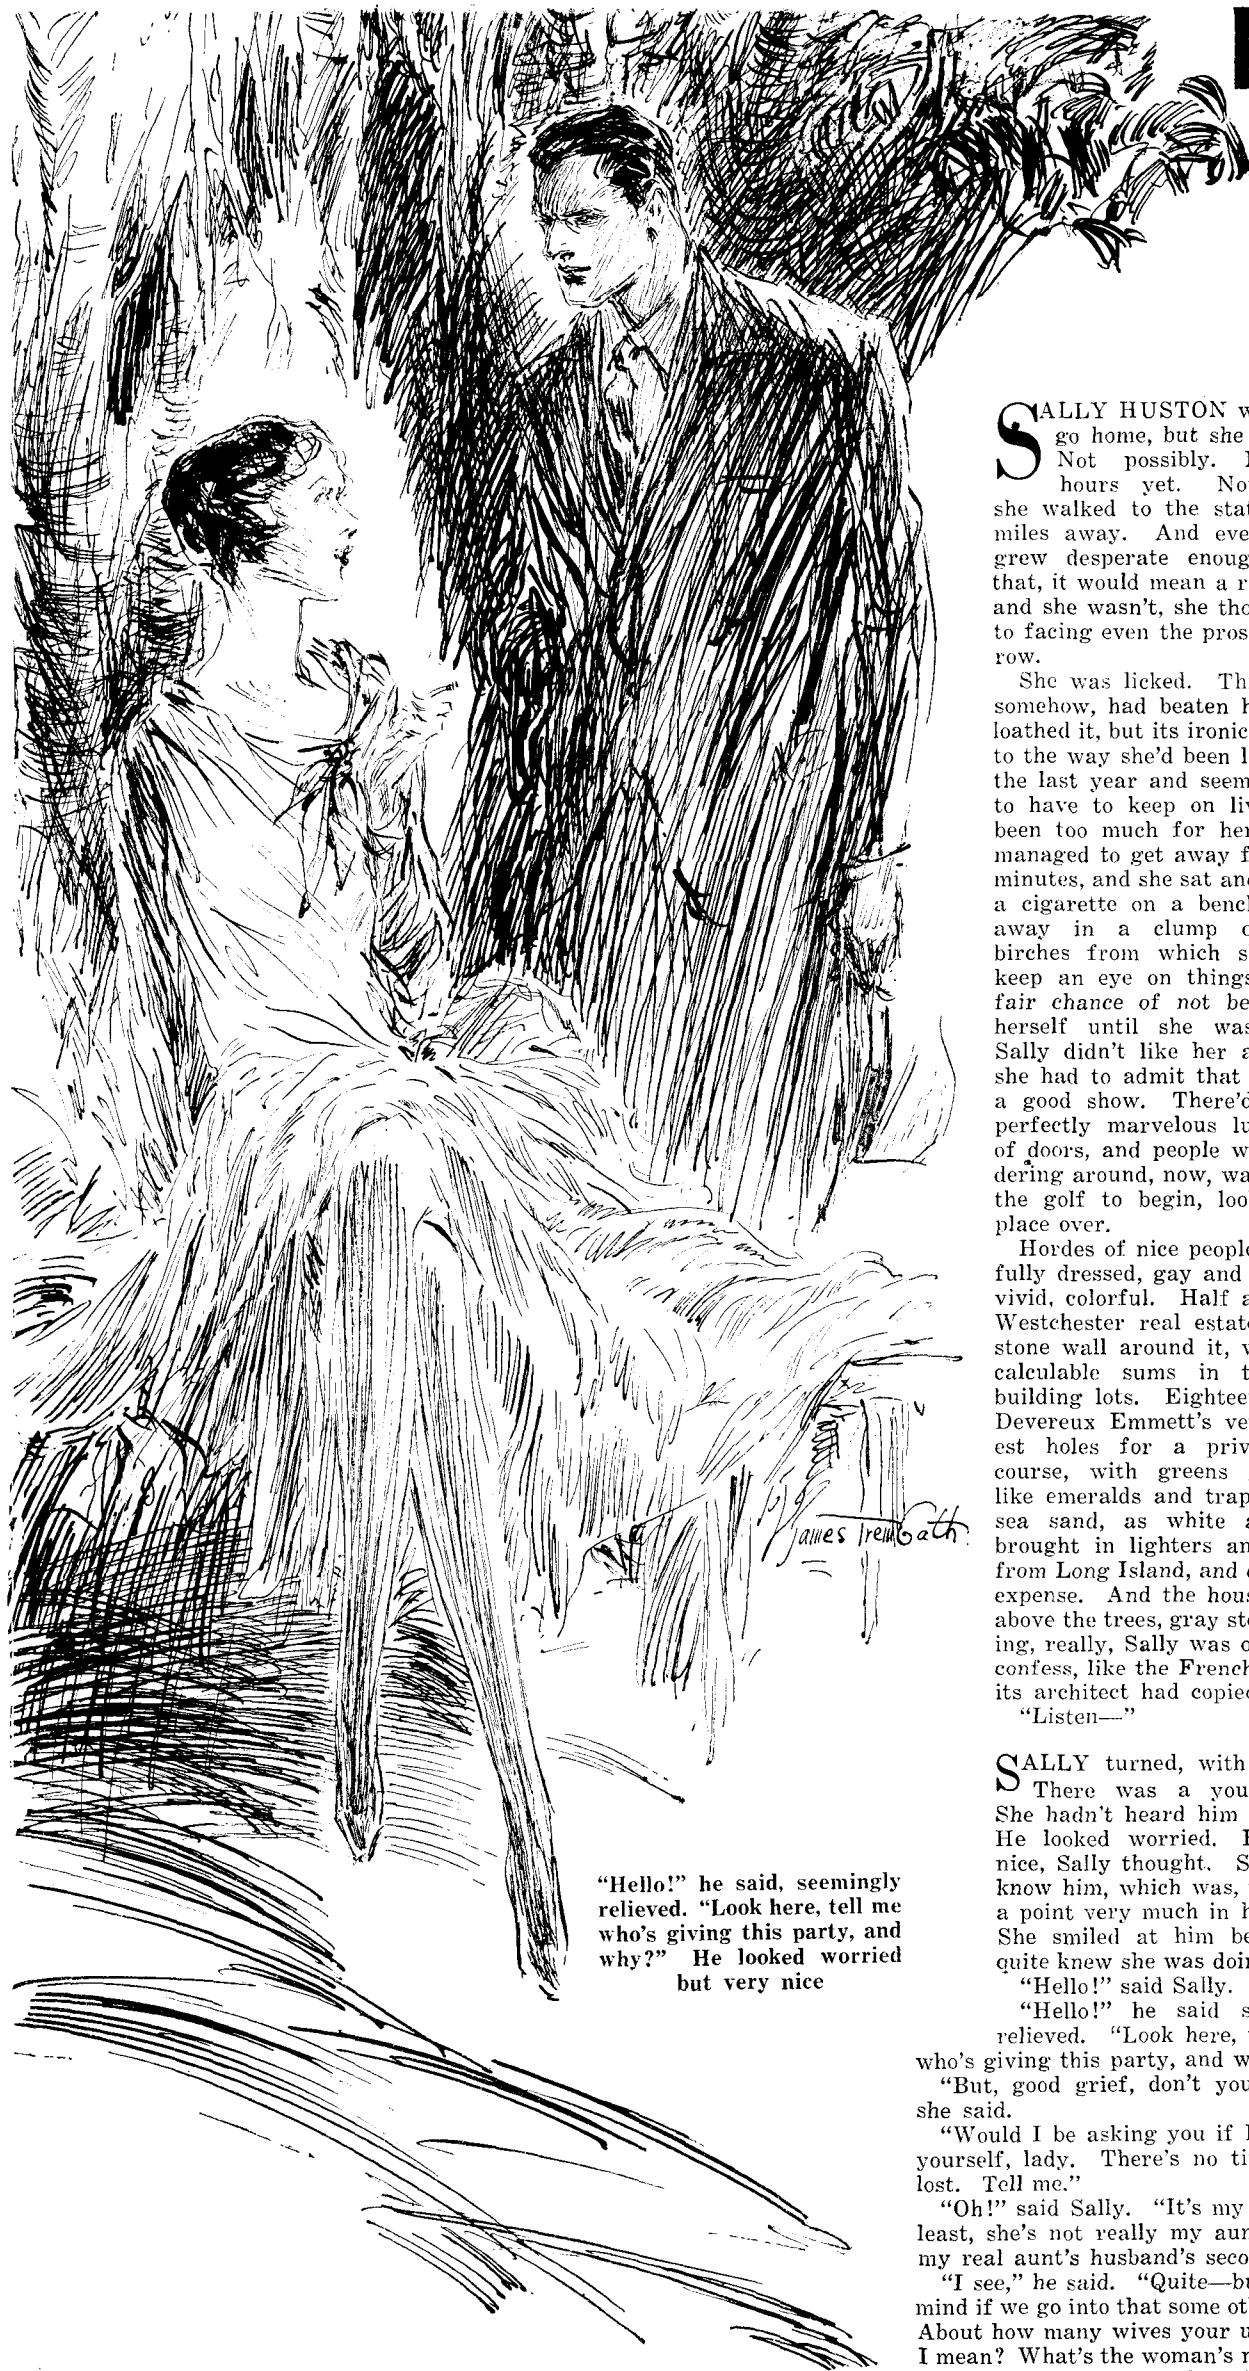 SALLY HUSTON w
go home, but she
Not possibly.
hours yet. No
she walked to the stat
miles away. And eve
grew desperate enoug
that, it would mean a r
and she wasn't, she tho
to facing even the pros
row.
She was licked. Th
somehow, had beaten h
loathed it, but its ironic
to the way she'd been l
the last year and seem
to have to keep on li
been too much for her
managed to get away f
minutes, and she sat and
a cigarette on a bencl
away in a clump o
birches from which s
keep an eye on things
fair chance of not be
herself until she was
Sally didn't like her a
she had to admit that
a good show. There'd
perfectly marvelous lu
of doors, and people w
dering around, now, wa
the golf to begin, loo
place over.
Hordes of nice people
fully dressed, gay and
vivid, colorful. Half a
Westchester real estate
stone wall around it, v
calculable sums in t
building lots. Eighteen
Devereux Emmett's ve
est holes for a priv
course, with greens
like emeralds and trap
sea sand, as white a
brought in lighters an
from Long Island, and
expense. And the hous
above the trees, gray sto
ing, really, Sally was o
confess, like the French
its architect had copied
"Listen—"
SALLY turned, with
There was a you
She hadn't heard him
He looked worried.
nice, Sally thought. S
know him, which was,
a point very much in h
She smiled at him be
quite knew she was doin
"Hello!" said Sally.
"Hello!" he said s
relieved. "Look here,
who's giving this party, and w
"But, good grief, don't you
she said.
"Would I be asking you if I
yourself, lady. There's no ti
lost. Tell me."
"Oh!" said Sally. "It's my
least, she's not really my aun
my real aunt's husband's seco
"I see," he said. "Quite—bu
mind if we go into that some ot
About how many wives your u
I mean? What's the woman's n
James Trembath
"Hello!" he said, seemingly
relieved. "Look here, tell me
who's giving this party, and
why?" He looked worried
but very nice